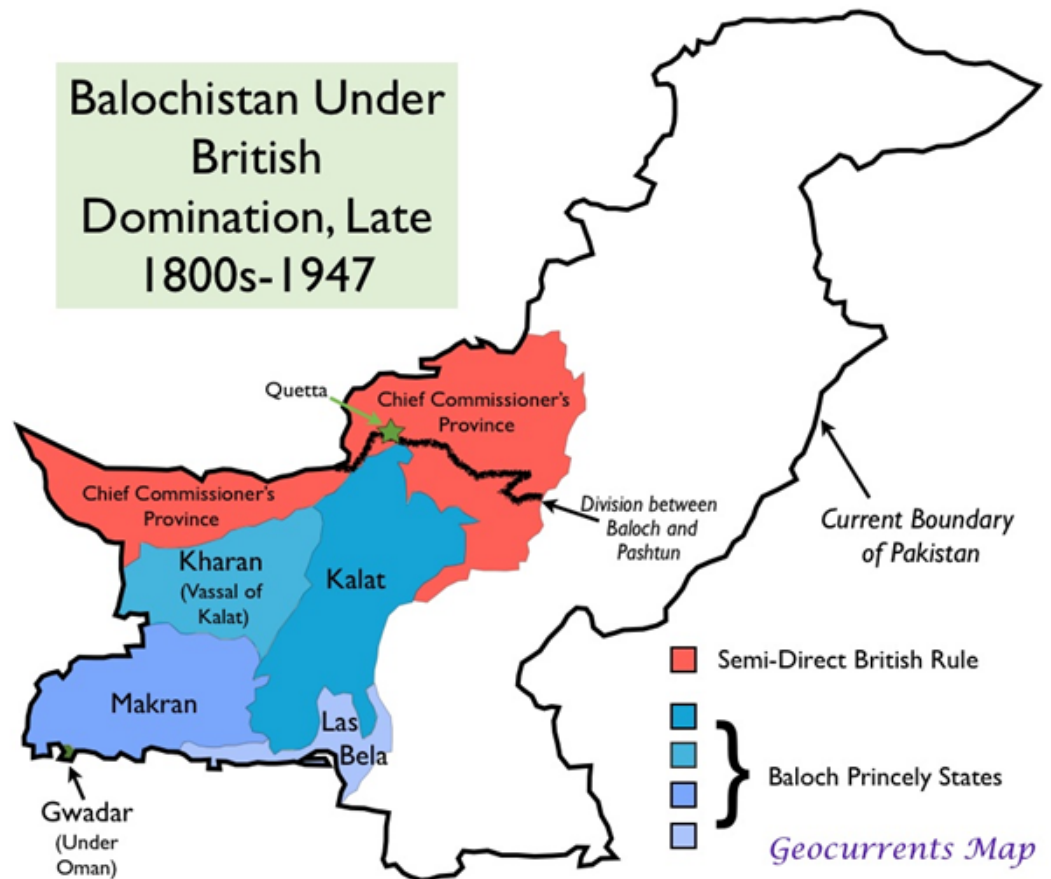 Balochistan Under
British
Domination, Late
1800s-1947
Quetta
Chief Commissioner's
Province
Chief Commissioner's
Province
Division between
Baloch and
Pashtun
Current Boundary
of Pakistan
Kharan
(Vassal of
Kalat)
Kalat
Makran
Las
Bela
Gwadar
(Under
Oman)
Semi-Direct British Rule
Baloch Princely States
Geocurrents Map